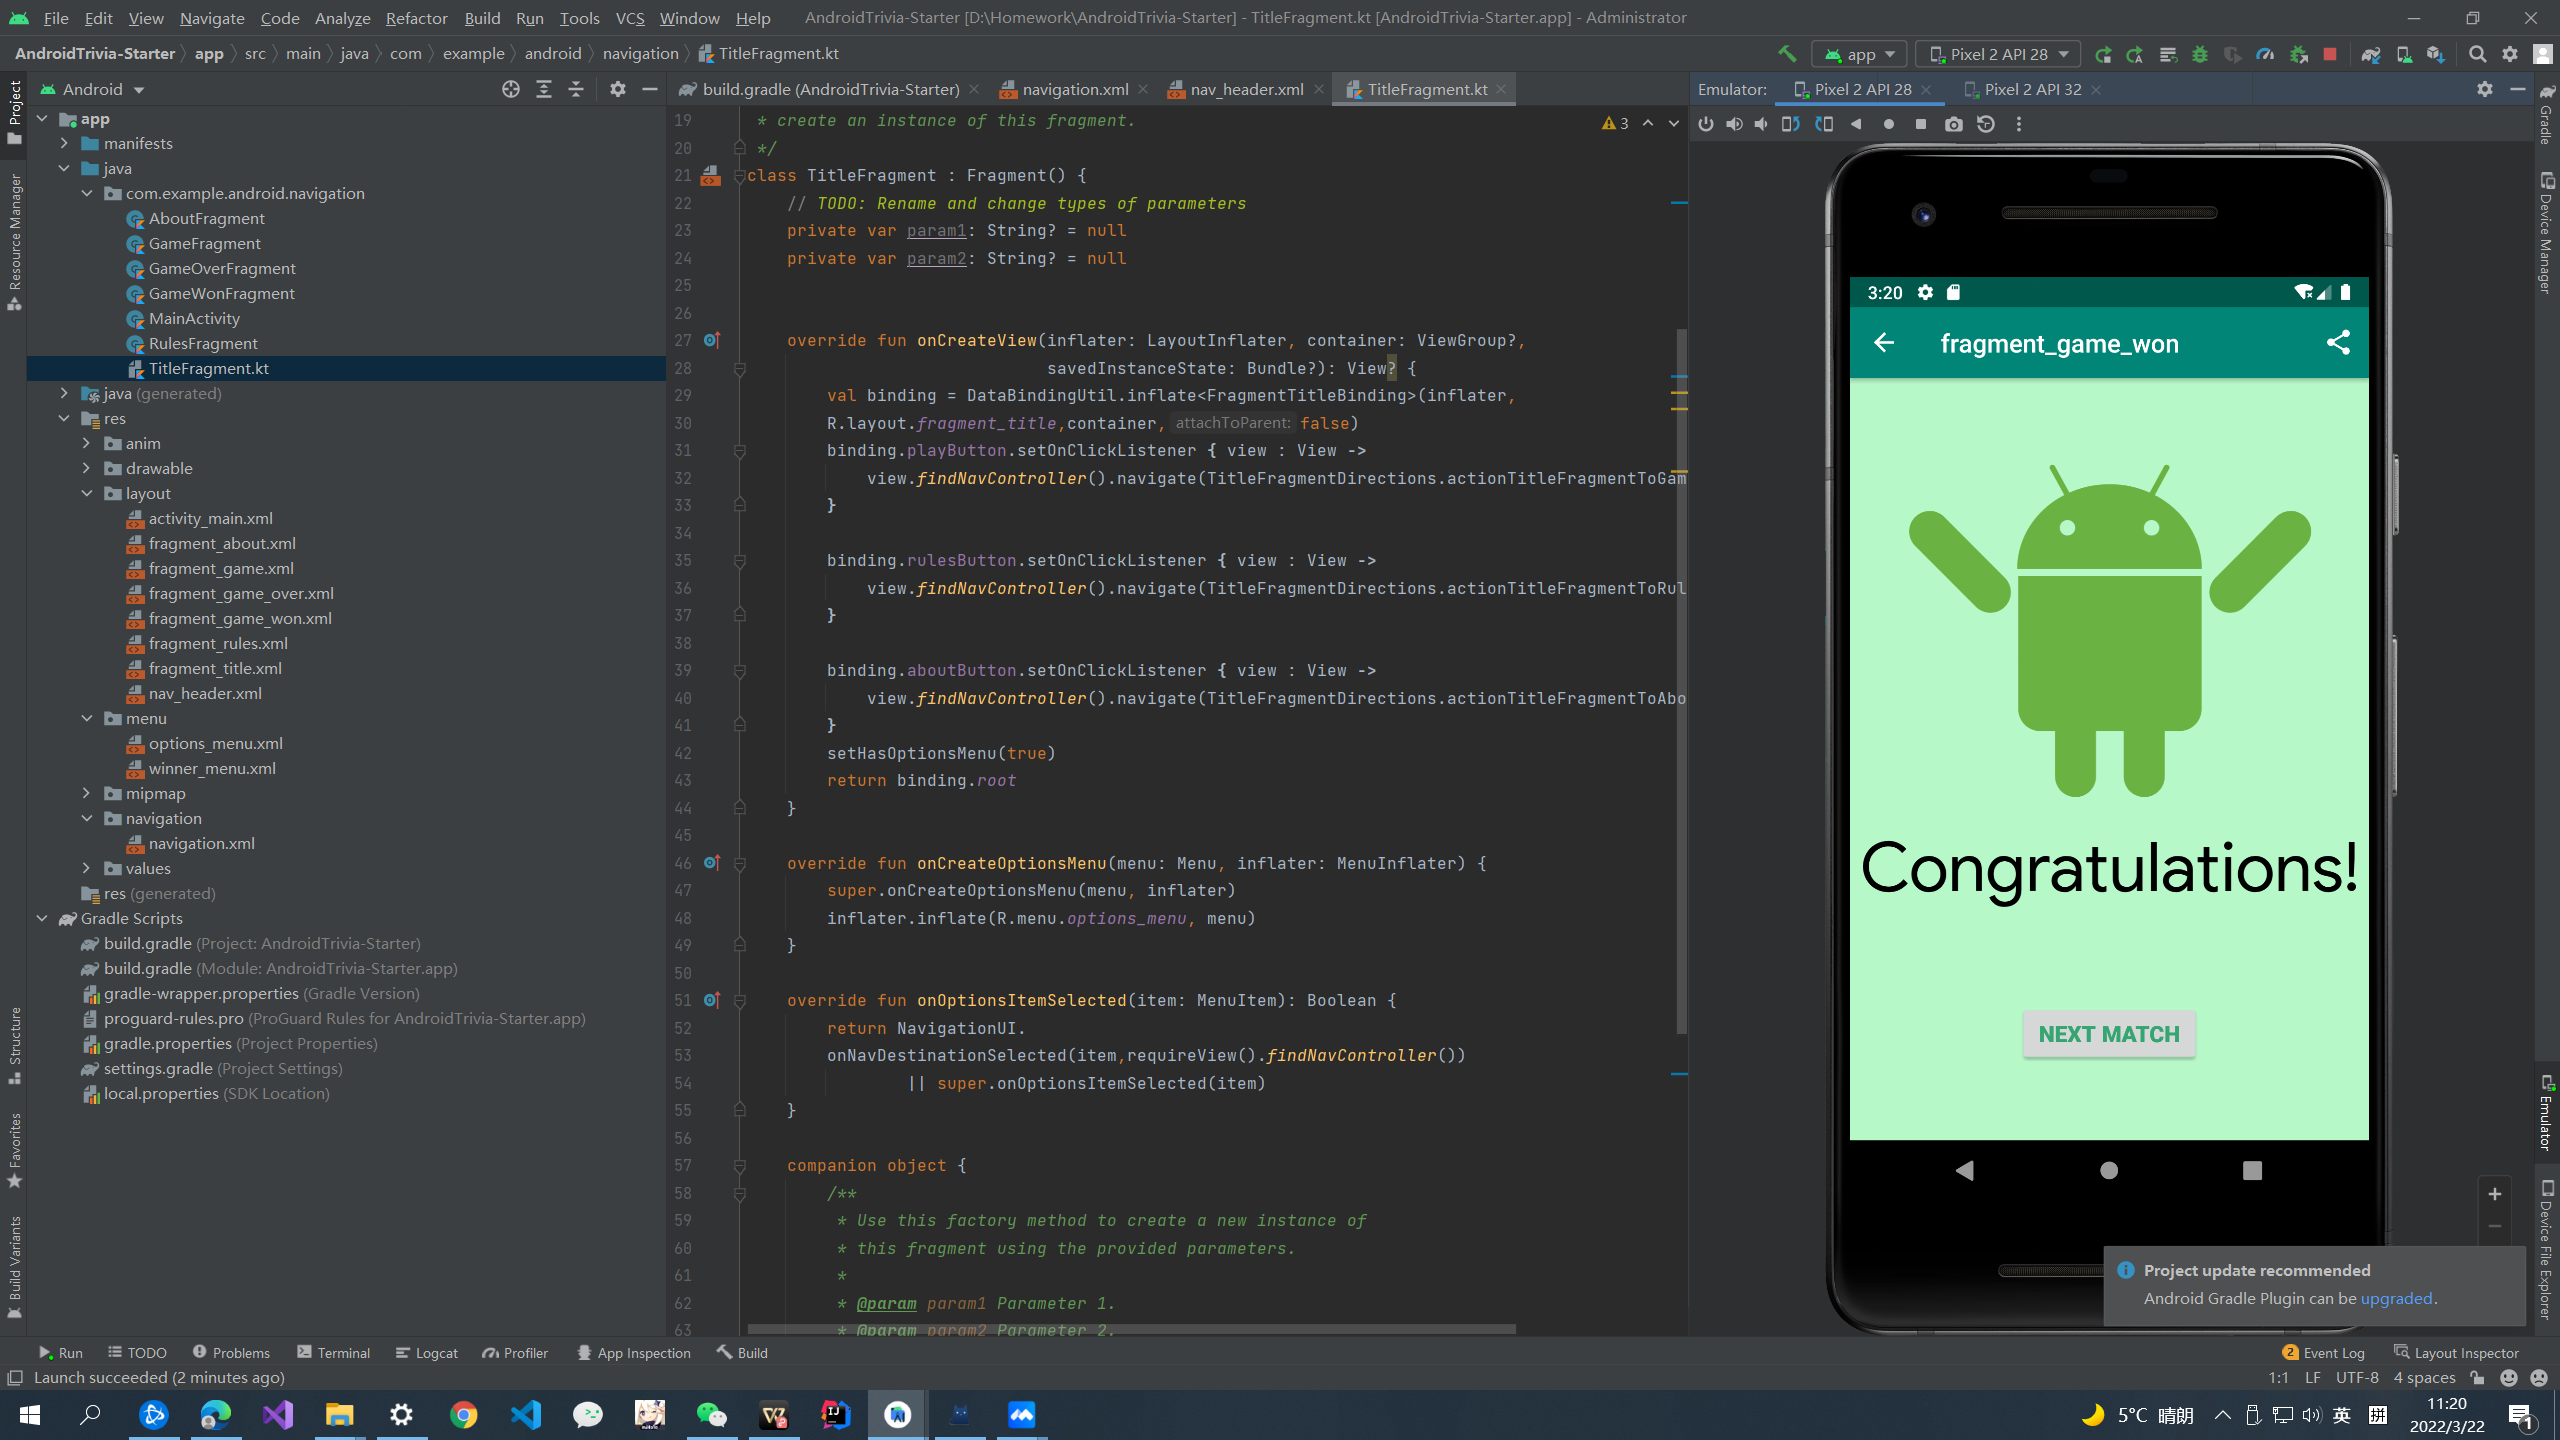 File Edit View Navigate Code Analyze Refactor Build Run Tools VCS Window Help AndroidTrivia-Starter [D:\Homework\AndroidTrivia-Starter] - TitleFragment.kt [AndroidTrivia-Starter.app] - Administrator
AndroidTrivia-Starter app src main java com example android navigation TitleFragment.kt
app Pixel 2 API 28
Android
build.gradle (AndroidTrivia-Starter) navigation.xml nav_header.xml TitleFragment.kt
Emulator: Pixel 2 API 28 Pixel 2 API 32
Project
Resource Manager
Structure
Favorites
Build Variants
app
manifests
java
com.example.android.navigation
AboutFragment
GameFragment
GameOverFragment
GameWonFragment
MainActivity
RulesFragment
TitleFragment.kt
java (generated)
res
anim
drawable
layout
activity_main.xml
fragment_about.xml
fragment_game.xml
fragment_game_over.xml
fragment_game_won.xml
fragment_rules.xml
fragment_title.xml
nav_header.xml
menu
options_menu.xml
winner_menu.xml
mipmap
navigation
navigation.xml
values
res (generated)
Gradle Scripts
build.gradle (Project: AndroidTrivia-Starter)
build.gradle (Module: AndroidTrivia-Starter.app)
gradle-wrapper.properties (Gradle Version)
proguard-rules.pro (ProGuard Rules for AndroidTrivia-Starter.app)
gradle.properties (Project Properties)
settings.gradle (Project Settings)
local.properties (SDK Location)
3
19 * create an instance of this fragment.
20 */
21 class TitleFragment : Fragment() {
22 // TODO: Rename and change types of parameters
23 private var param1: String? = null
24 private var param2: String? = null
25
26
27 override fun onCreateView(inflater: LayoutInflater, container: ViewGroup?,
28 savedInstanceState: Bundle?): View? {
29 val binding = DataBindingUtil.inflate<FragmentTitleBinding>(inflater,
30 R.layout.fragment_title,container, attachToParent: false)
31 binding.playButton.setOnClickListener { view : View ->
32 view.findNavController().navigate(TitleFragmentDirections.actionTitleFragmentToGam
33 }
34
35 binding.rulesButton.setOnClickListener { view : View ->
36 view.findNavController().navigate(TitleFragmentDirections.actionTitleFragmentToRul
37 }
38
39 binding.aboutButton.setOnClickListener { view : View ->
40 view.findNavController().navigate(TitleFragmentDirections.actionTitleFragmentToAbo
41 }
42 setHasOptionsMenu(true)
43 return binding.root
44 }
45
46 override fun onCreateOptionsMenu(menu: Menu, inflater: MenuInflater) {
47 super.onCreateOptionsMenu(menu, inflater)
48 inflater.inflate(R.menu.options_menu, menu)
49 }
50
51 override fun onOptionsItemSelected(item: MenuItem): Boolean {
52 return NavigationUI.
53 onNavDestinationSelected(item,requireView().findNavController())
54 || super.onOptionsItemSelected(item)
55 }
56
57 companion object {
58 /**
59 * Use this factory method to create a new instance of
60 * this fragment using the provided parameters.
61 *
62 * @param param1 Parameter 1.
63 * @param param2 Parameter 2.
3:20
fragment_game_won
Congratulations!
NEXT MATCH
Project update recommended
Android Gradle Plugin can be upgraded.
Gradle
Device Manager
Emulator
Device File Explorer
Run TODO Problems Terminal Logcat Profiler App Inspection Build 2 Event Log Layout Inspector
Launch succeeded (2 minutes ago) 1:1 LF UTF-8 4 spaces
5°C 晴朗 英 拼 11:20
2022/3/22
1